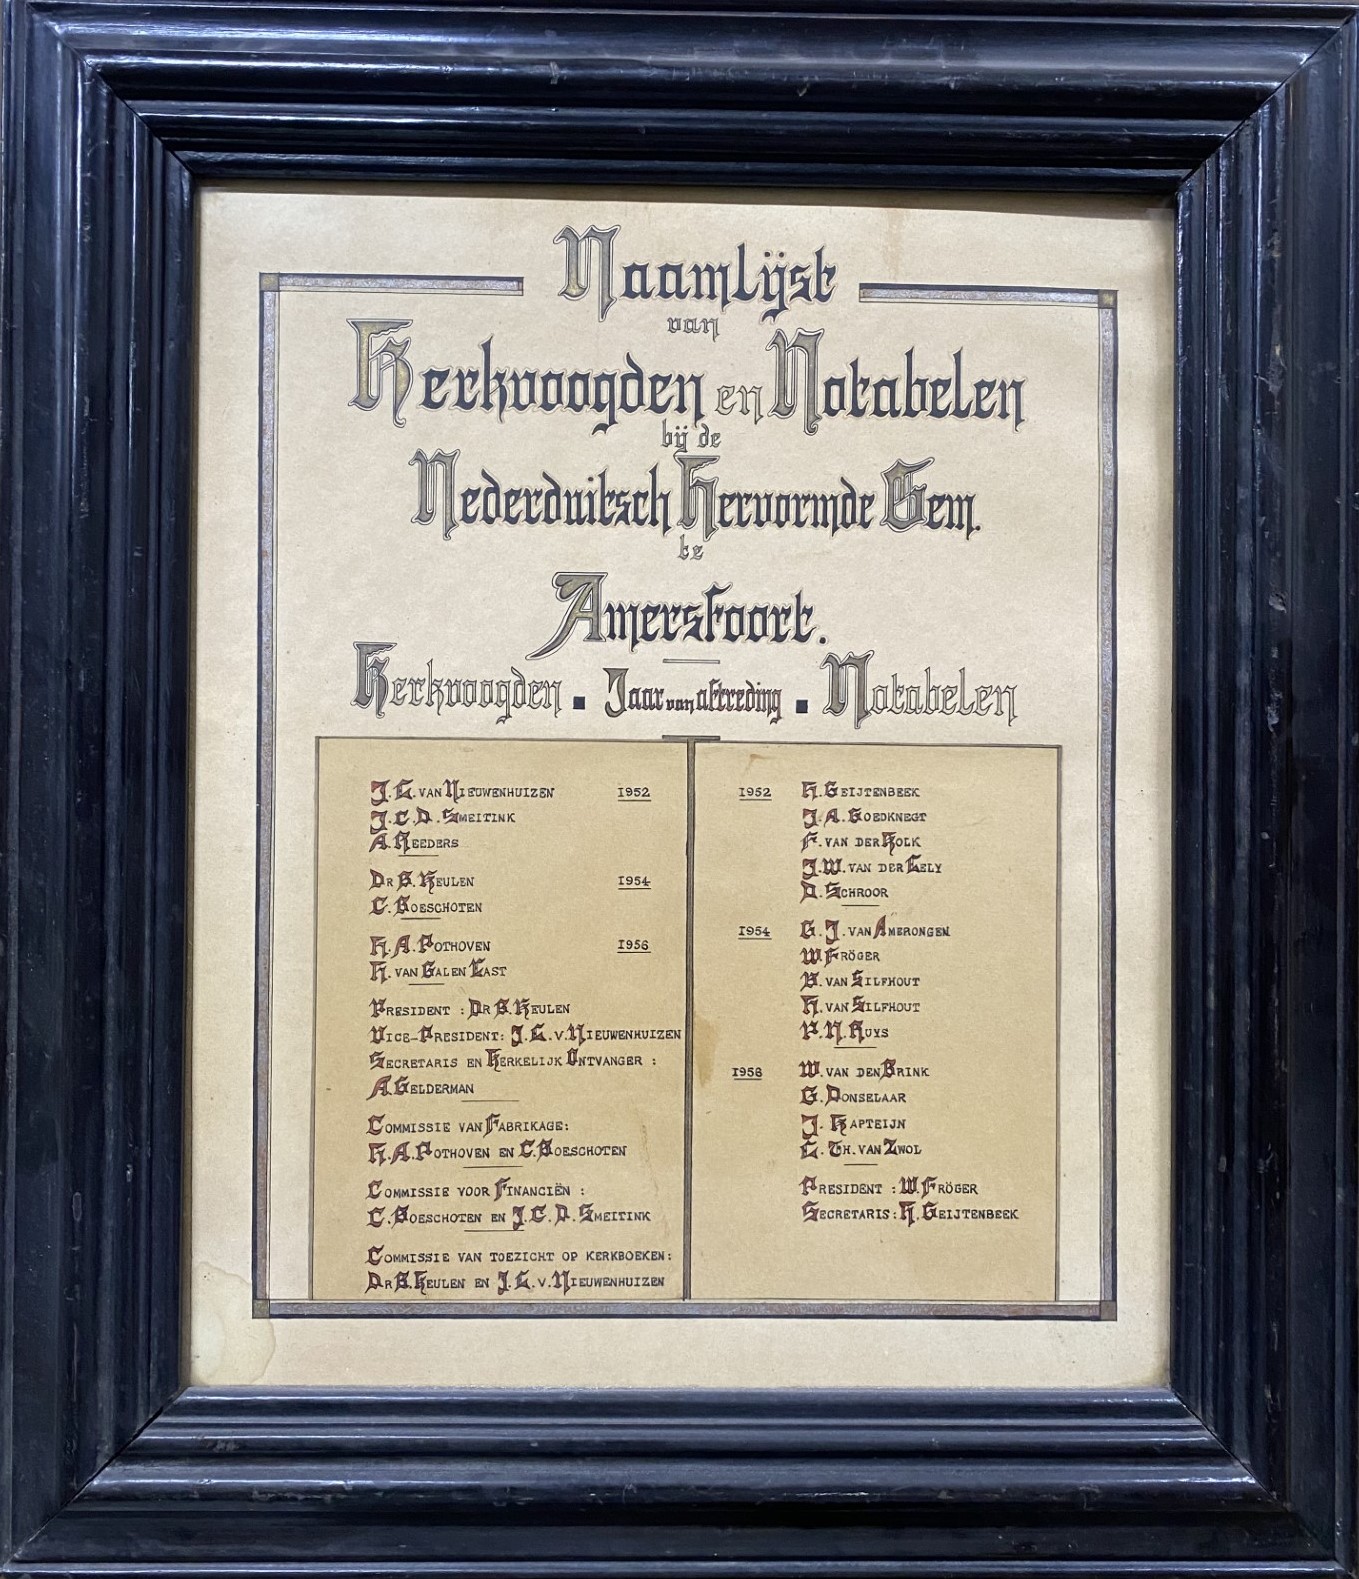 Naamlijst
van
Kerkvoogden en Notabelen
bij de
Nederduitsch Hervormde Gem.
te
Amersfoort.
Kerkvoogden ▪ Jaar van aftreding ▪ Notabelen
J. L. van Nieuwenhuizen 1952
J.C.D. Smeitink
A. Reeders
Dr B. Keulen 1954
C. Boeschoten
H.A. Pothoven 1956
H. van Galen Last
President : Dr B. Keulen
Vice-President: J. L. v. Nieuwenhuizen
Secretaris en Kerkelijk Ontvanger :
A. Gelderman
Commissie van Fabrikage:
H.A. Pothoven en C. Boeschoten
Commissie voor Financiën :
C. Boeschoten en J.C.D. Smeitink
Commissie van toezicht op kerkboeken:
Dr B. Keulen en J. L. v. Nieuwenhuizen
1952 H. Geijtenbeek
J.A. Goedknegt
F. van der Kolk
J.W. van der Lely
D. Schroor
1954 G. J. van Amerongen
W Fröger
B. van Silfhout
H. van Silfhout
P.N. Ruys
1958 W. van den Brink
G. Donselaar
J. Kapteijn
L. Th. van Zwol
President : W. Fröger
Secretaris: H. Geijtenbeek